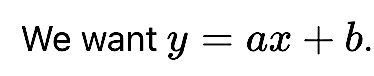 We want y = ax + b.